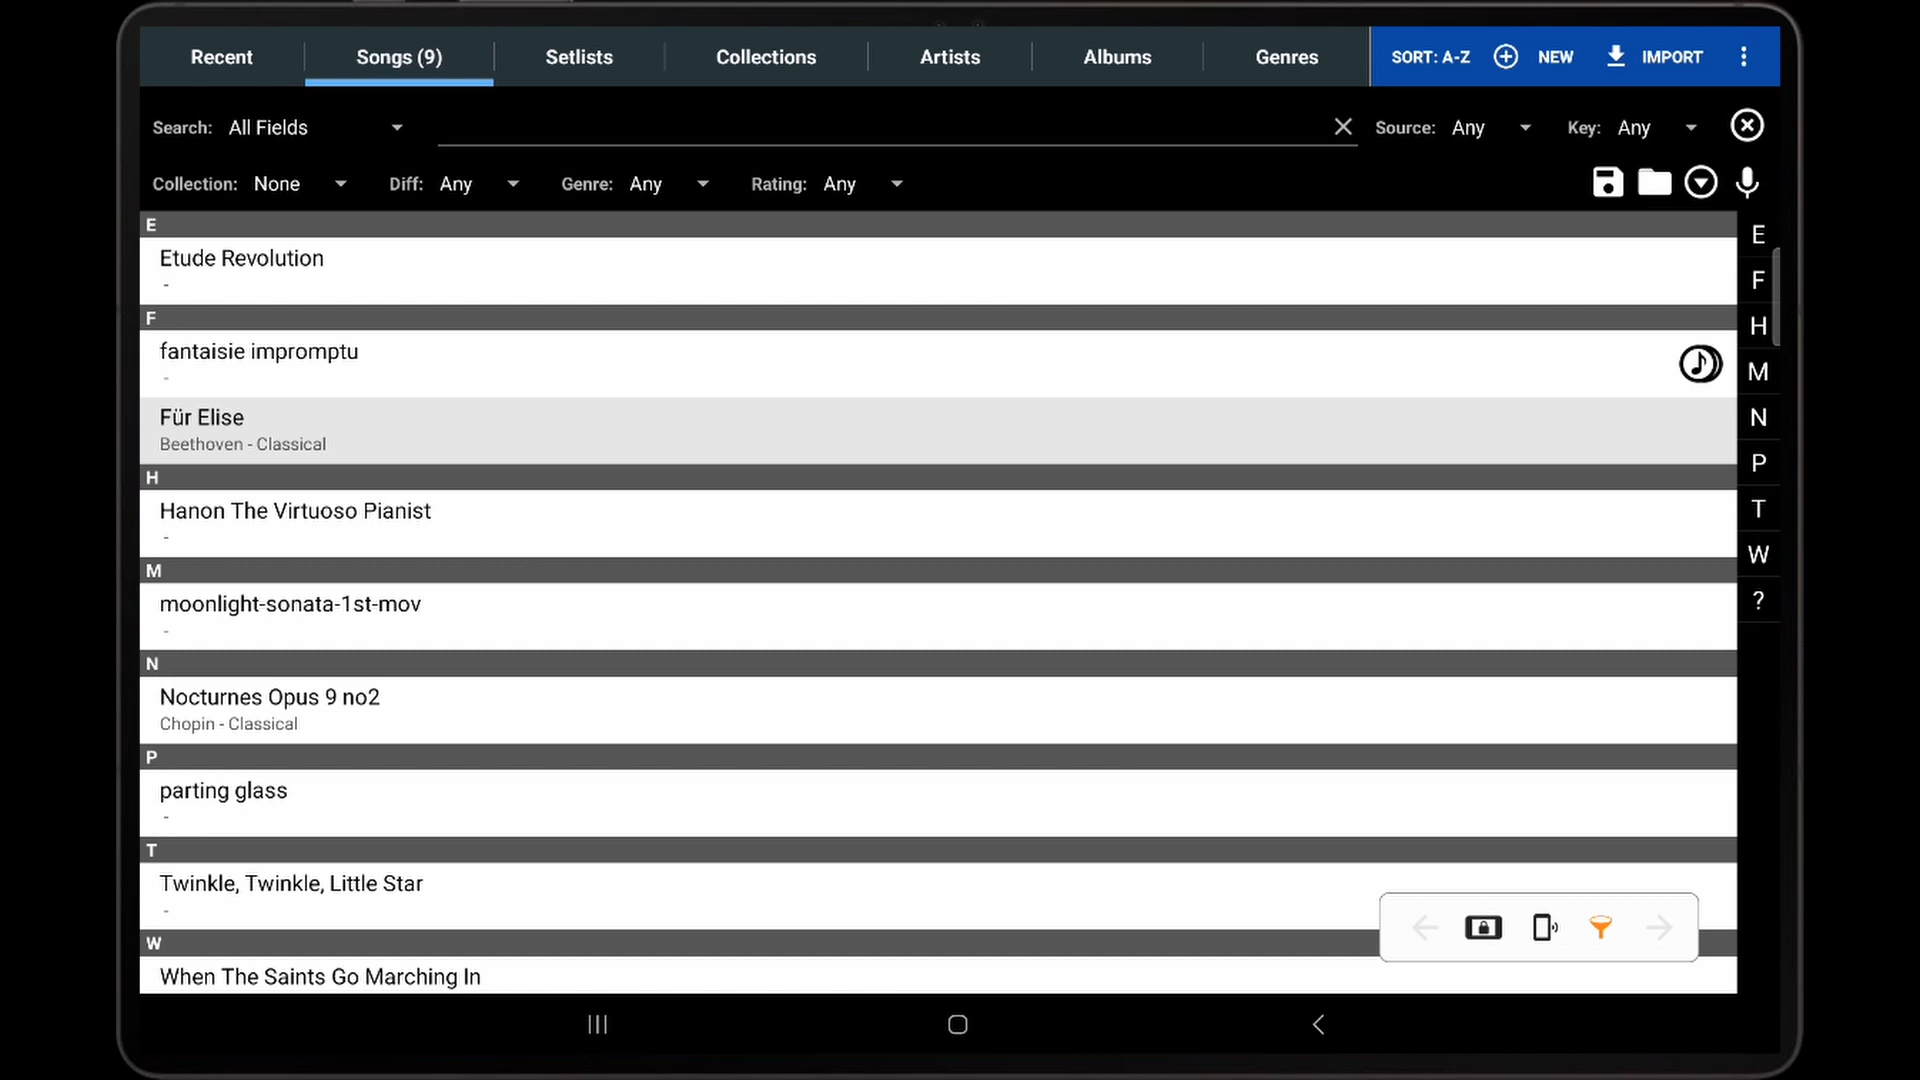 Recent Songs (9) Setlists Collections Artists Albums Genres SORT: A-Z NEW IMPORT
Search: All Fields Source: Any Key: Any
Collection: None Diff: Any Genre: Any Rating: Any
E
Etude Revolution
-
F
fantaisie impromptu
-
Für Elise
Beethoven - Classical
H
Hanon The Virtuoso Pianist
-
M
moonlight-sonata-1st-mov
-
N
Nocturnes Opus 9 no2
Chopin - Classical
P
parting glass
-
T
Twinkle, Twinkle, Little Star
-
W
When The Saints Go Marching In
E
F
H
M
N
P
T
W
?